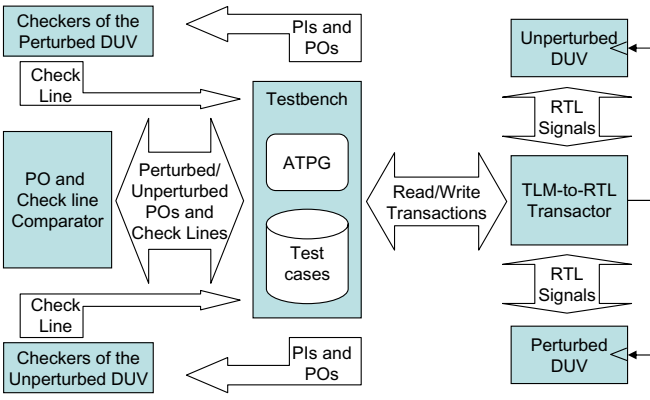 Checkers of the
Perturbed DUV
PIs and
POs
Unperturbed
DUV
Check
Line
Testbench
RTL
Signals
ATPG
PO and
Check line
Comparator
Perturbed/
Unperturbed
POs and
Check Lines
Read/Write
Transactions
TLM-to-RTL
Transactor
Test
cases
RTL
Signals
Check
Line
Checkers of the
Unperturbed DUV
PIs and
POs
Perturbed
DUV